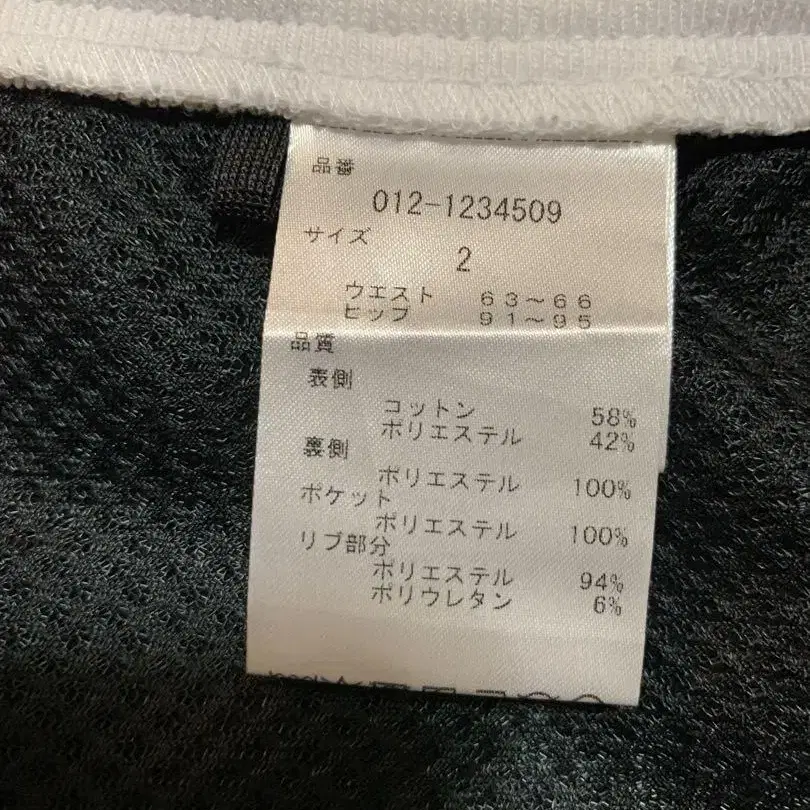 品番
012-1234509
サイズ
2
ウエスト 63〜66
ヒップ 91〜95
品質
表側
コットン 58%
ポリエステル 42%
裏側
ポリエステル 100%
ポケット
ポリエステル 100%
リブ部分
ポリエステル 94%
ポリウレタン 6%